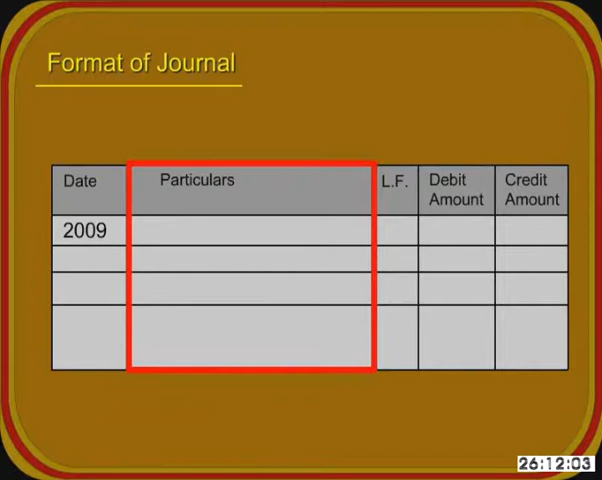 Format of Journal
Date Particulars L.F. Debit Amount Credit Amount
2009
26:12:03